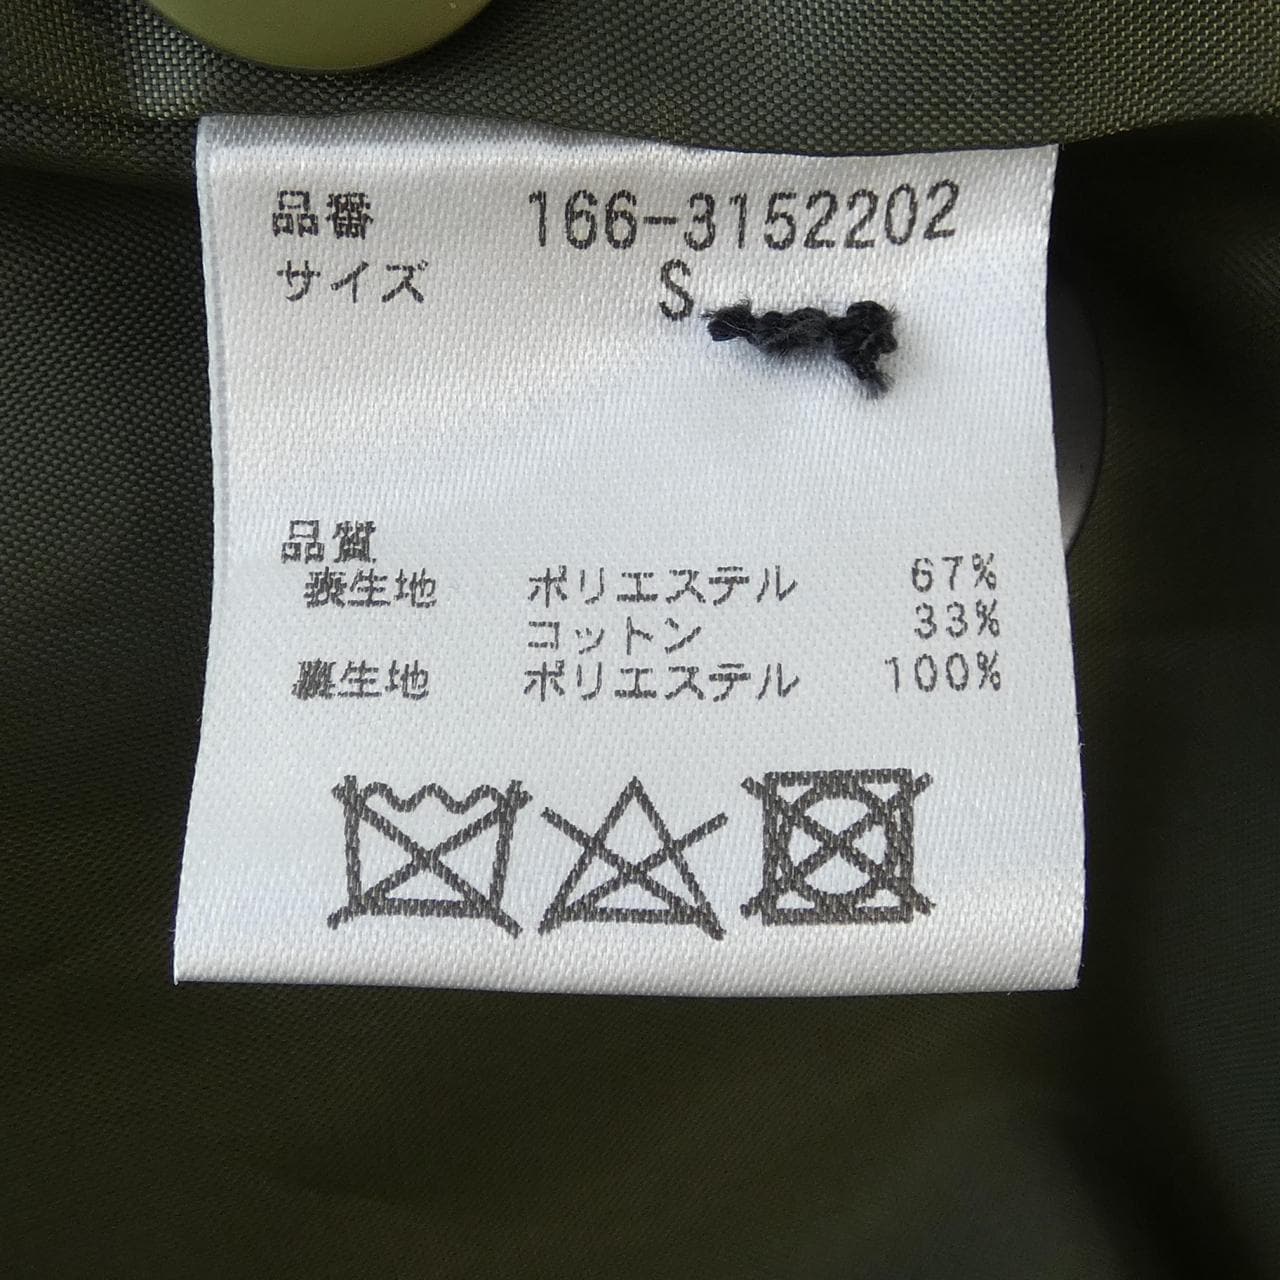 品番 166-3152202
サイズ S
品質
表生地 ポリエステル 67%
コットン 33%
裏生地 ポリエステル 100%